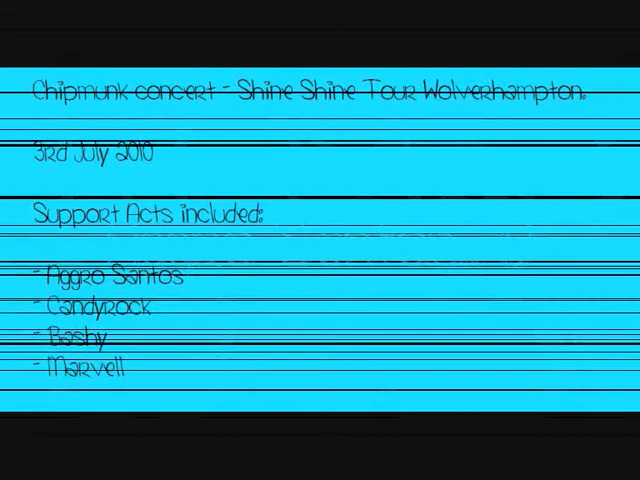 Chipmunk concert - Shine Shine Tour Wolverhampton.
3rd July 2010
Support Acts included:
- Aggro Santos
- Candyrock
- Bashy
- Marvell